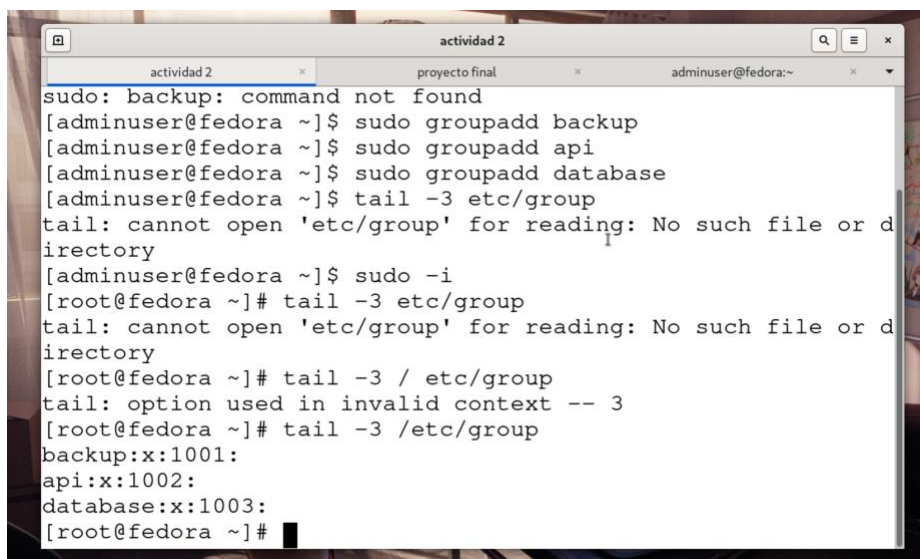 actividad 2
actividad 2
proyecto final
adminuser@fedora:~
sudo: backup: command not found
[adminuser@fedora ~]$ sudo groupadd backup
[adminuser@fedora ~]$ sudo groupadd api
[adminuser@fedora ~]$ sudo groupadd database
[adminuser@fedora ~]$ tail -3 etc/group
tail: cannot open 'etc/group' for reading: No such file or d
irectory
[adminuser@fedora ~]$ sudo -i
[root@fedora ~]# tail -3 etc/group
tail: cannot open 'etc/group' for reading: No such file or d
irectory
[root@fedora ~]# tail -3 / etc/group
tail: option used in invalid context -- 3
[root@fedora ~]# tail -3 /etc/group
backup:x:1001:
api:x:1002:
database:x:1003:
[root@fedora ~]#